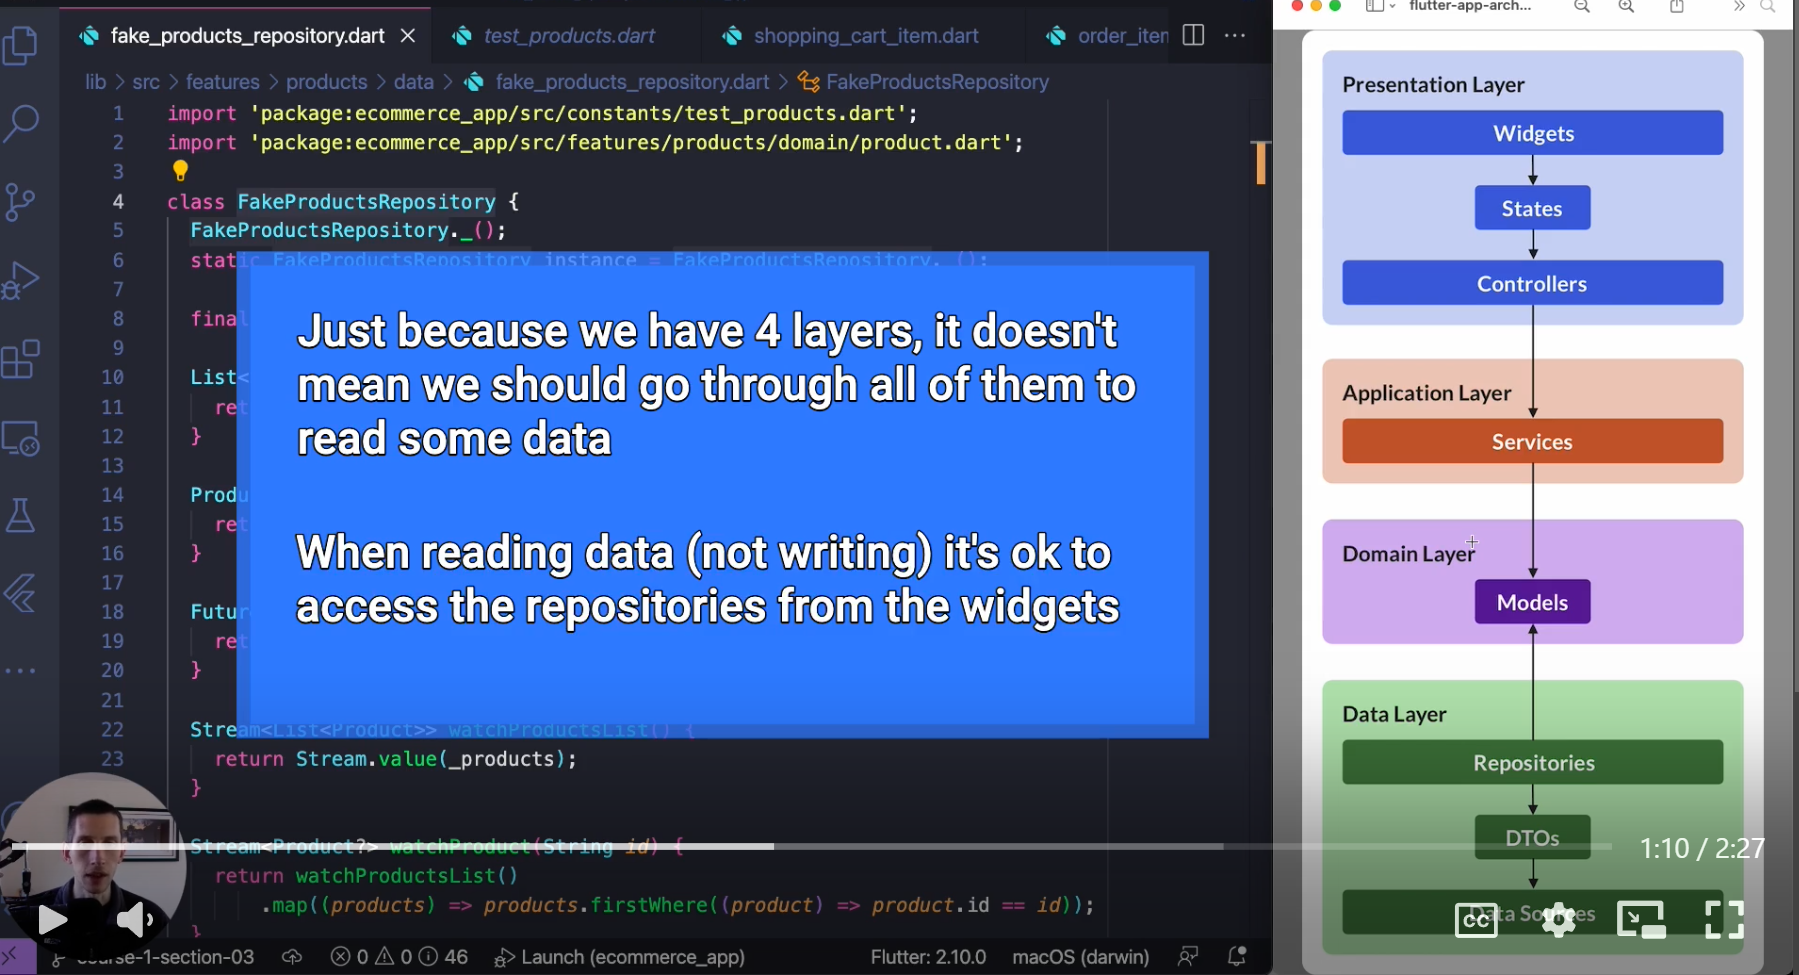 fake_products_repository.dart
test_products.dart
shopping_cart_item.dart
order_iten
lib > src > features > products > data > fake_products_repository.dart > FakeProductsRepository
1 import 'package:ecommerce_app/src/constants/test_products.dart';
2 import 'package:ecommerce_app/src/features/products/domain/product.dart';
3
4 class FakeProductsRepository {
5 FakeProductsRepository._();
6 static FakeProductsRepository instance = FakeProductsRepository._();
7
8 fina
9
10 List<
11 ret
12 }
13
14 Produ
15 ret
16 }
17
18 Futur
19 ret
20 }
21
22 Stream<List<Product>> watchProductsList() {
23 return Stream.value(_products);
}
Stream<Product?> watchProduct(String id) {
return watchProductsList()
.map((products) => products.firstWhere((product) => product.id == id));
}
Just because we have 4 layers, it doesn't
mean we should go through all of them to
read some data
When reading data (not writing) it's ok to
access the repositories from the widgets
course-1-section-03
0 0 46
Launch (ecommerce_app)
Flutter: 2.10.0
macOS (darwin)
flutter-app-arch...
Presentation Layer
Widgets
States
Controllers
Application Layer
Services
Domain Layer
Models
Data Layer
Repositories
DTOs
Data Sources
1:10 / 2:27
CC